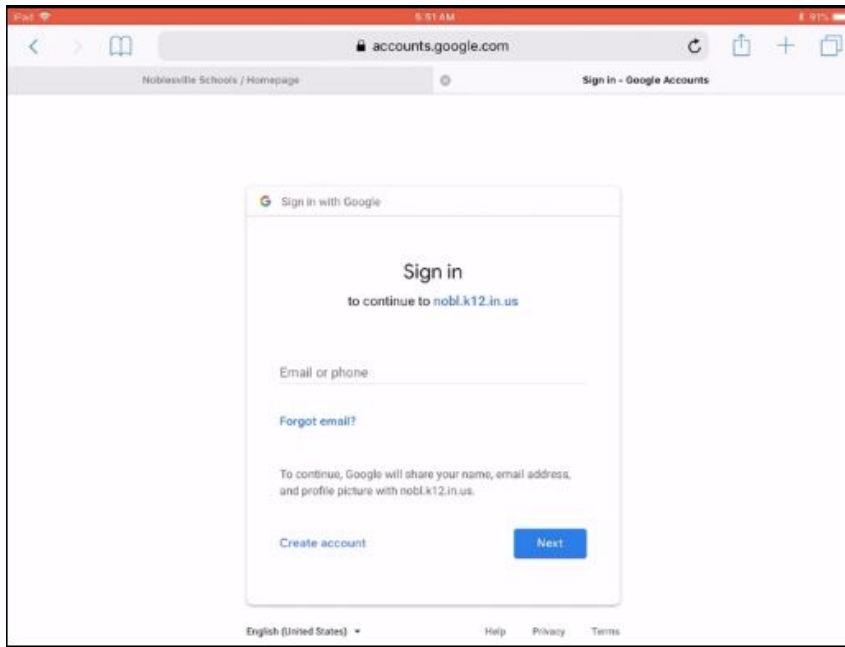 iPad
5:51 AM
91%
accounts.google.com
Noblesville Schools / Homepage
Sign in - Google Accounts
G Sign in with Google
Sign in
to continue to nobl.k12.in.us
Email or phone
Forgot email?
To continue, Google will share your name, email address,
and profile picture with nobl.k12.in.us.
Create account
Next
English (United States)
Help Privacy Terms